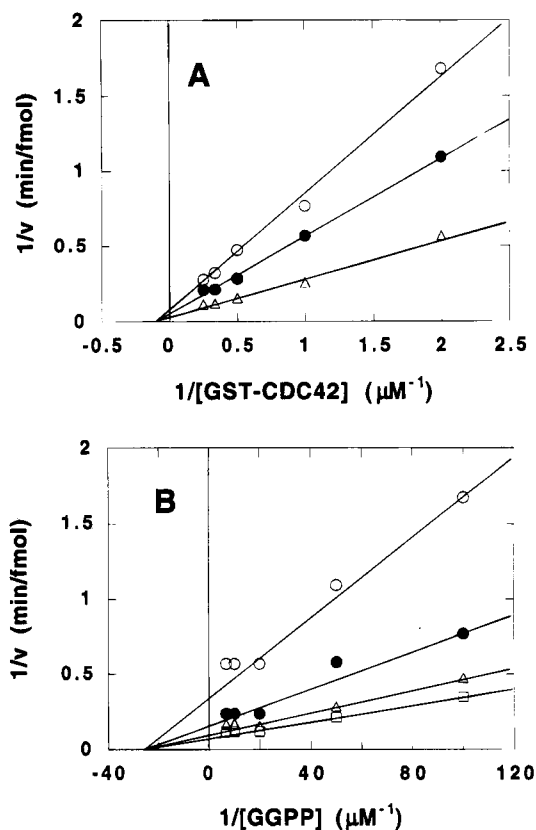 2
A
1.5
1/v (min/fmol)
1
0.5
0
-0.5 0 0.5 1 1.5 2 2.5
1/[GST-CDC42] (μM⁻¹)
2
B
1.5
1/v (min/fmol)
1
0.5
0
-40 0 40 80 120
1/[GGPP] (μM⁻¹)